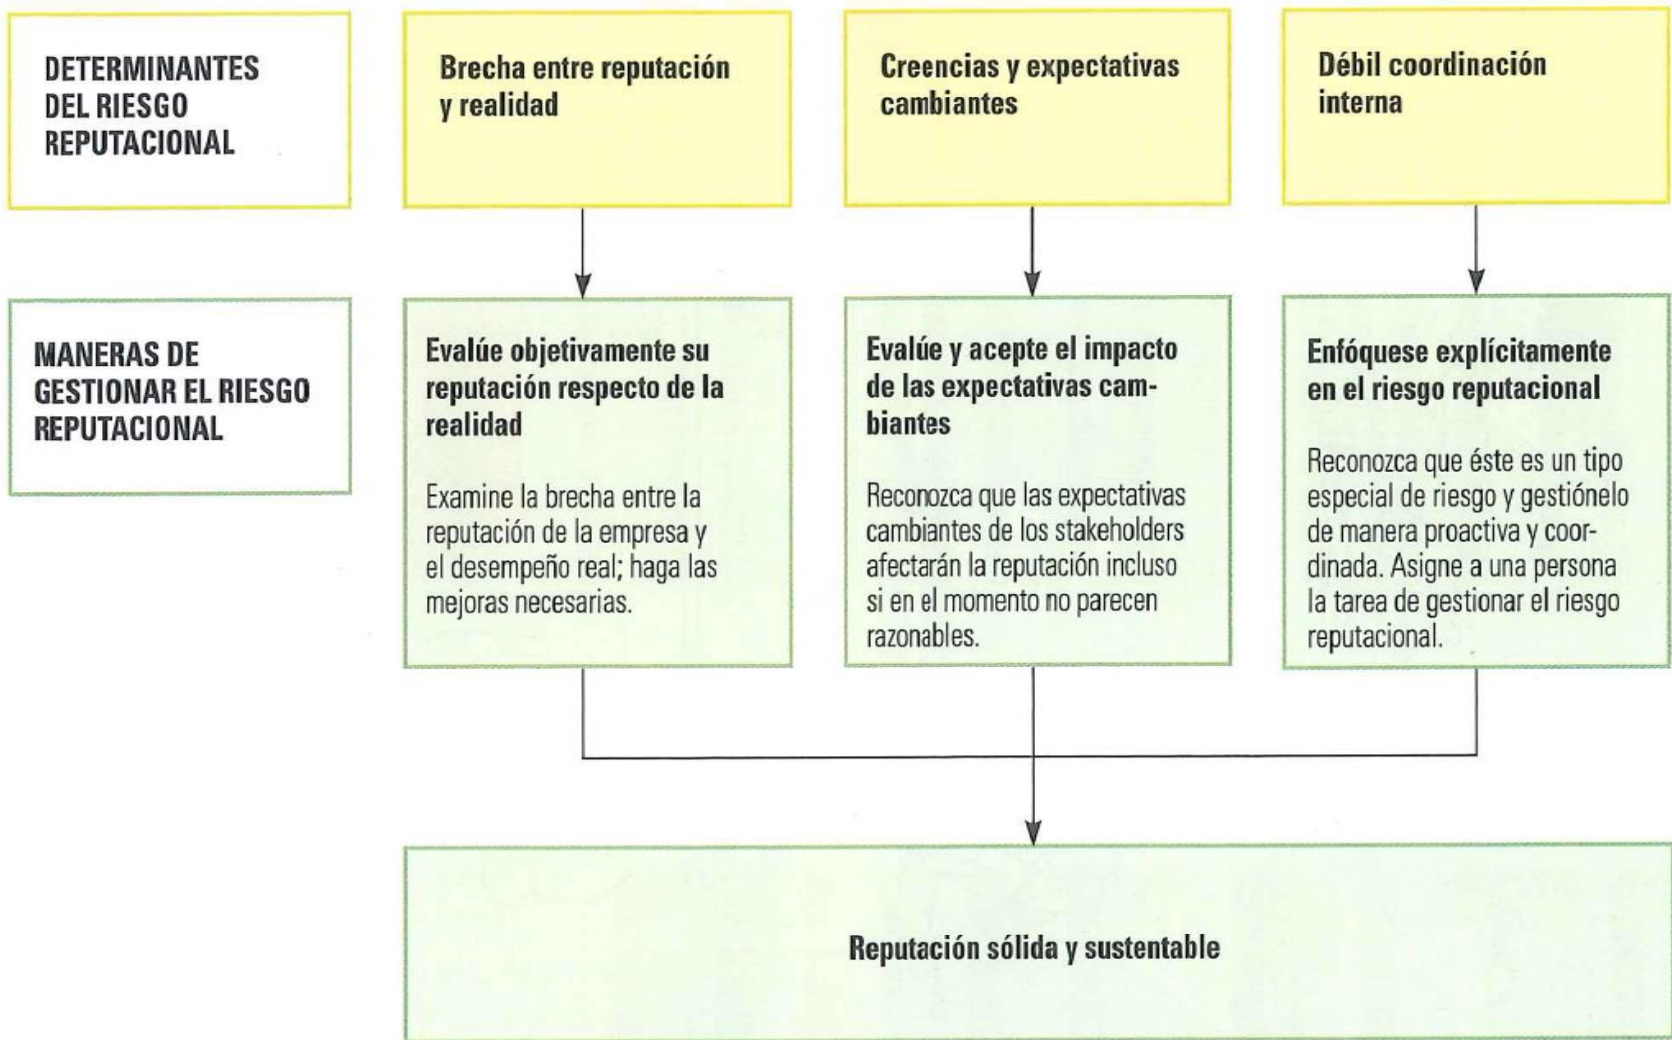 DETERMINANTES
DEL RIESGO
REPUTACIONAL
Brecha entre reputación
y realidad
Creencias y expectativas
cambiantes
Débil coordinación
interna
MANERAS DE
GESTIONAR EL RIESGO
REPUTACIONAL
Evalúe objetivamente su
reputación respecto de la
realidad
Examine la brecha entre la
reputación de la empresa y
el desempeño real; haga las
mejoras necesarias.
Evalúe y acepte el impacto
de las expectativas cam-
biantes
Reconozca que las expectativas
cambiantes de los stakeholders
afectarán la reputación incluso
si en el momento no parecen
razonables.
Enfóquese explícitamente
en el riesgo reputacional
Reconozca que éste es un tipo
especial de riesgo y gestiónelo
de manera proactiva y coor-
dinada. Asigne a una persona
la tarea de gestionar el riesgo
reputacional.
Reputación sólida y sustentable